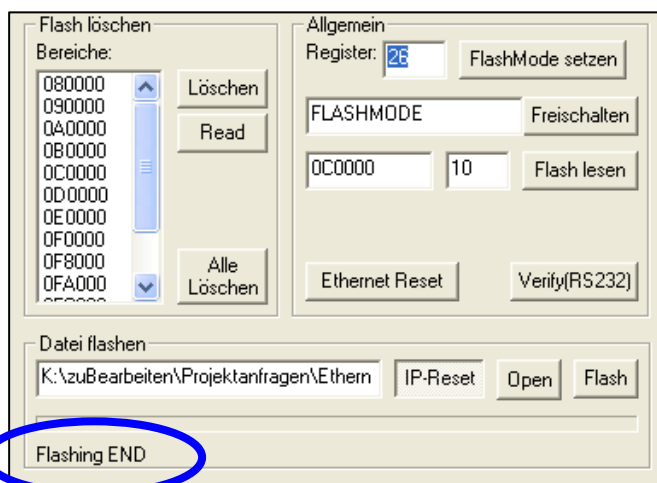 Flash löschen
Bereiche:
080000
090000
0A0000
0B0000
0C0000
0D0000
0E0000
0F0000
0F8000
0FA000
Löschen
Read
Alle
Löschen
Allgemein
Register: 26 FlashMode setzen
FLASHMODE Freischalten
0C0000 10 Flash lesen
Ethernet Reset Verify(RS232)
Datei flashen
K:\zuBearbeiten\Projektanfragen\Ethern IP-Reset Open Flash
Flashing END